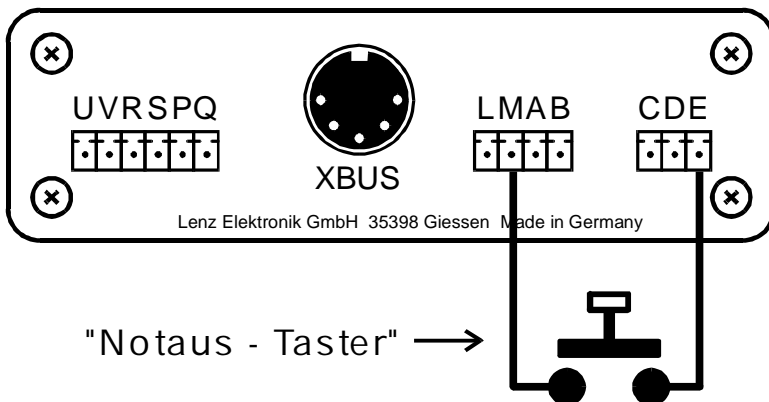 UVRSPQ
LMAB
CDE
XBUS
Lenz Elektronik GmbH 35398 Giessen Made in Germany
"Notaus - Taster"